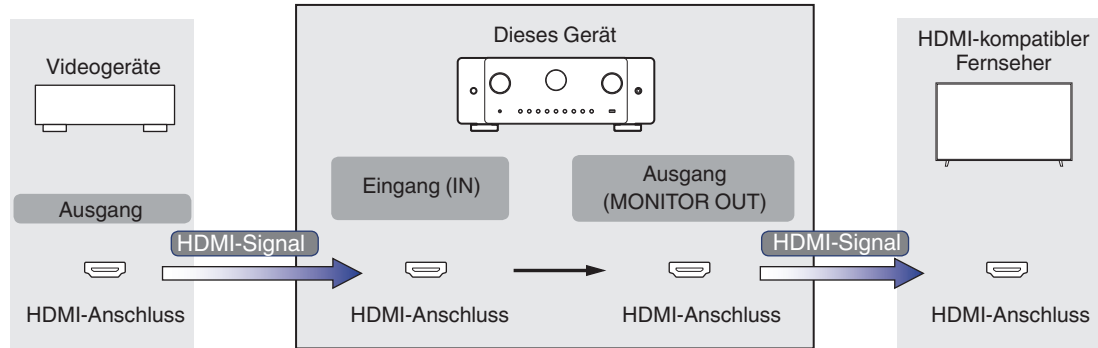 Videogeräte
Ausgang
HDMI-Signal
HDMI-Anschluss
Dieses Gerät
Eingang (IN)
Ausgang
(MONITOR OUT)
HDMI-Anschluss
HDMI-Anschluss
HDMI-Signal
HDMI-kompatibler
Fernseher
HDMI-Anschluss